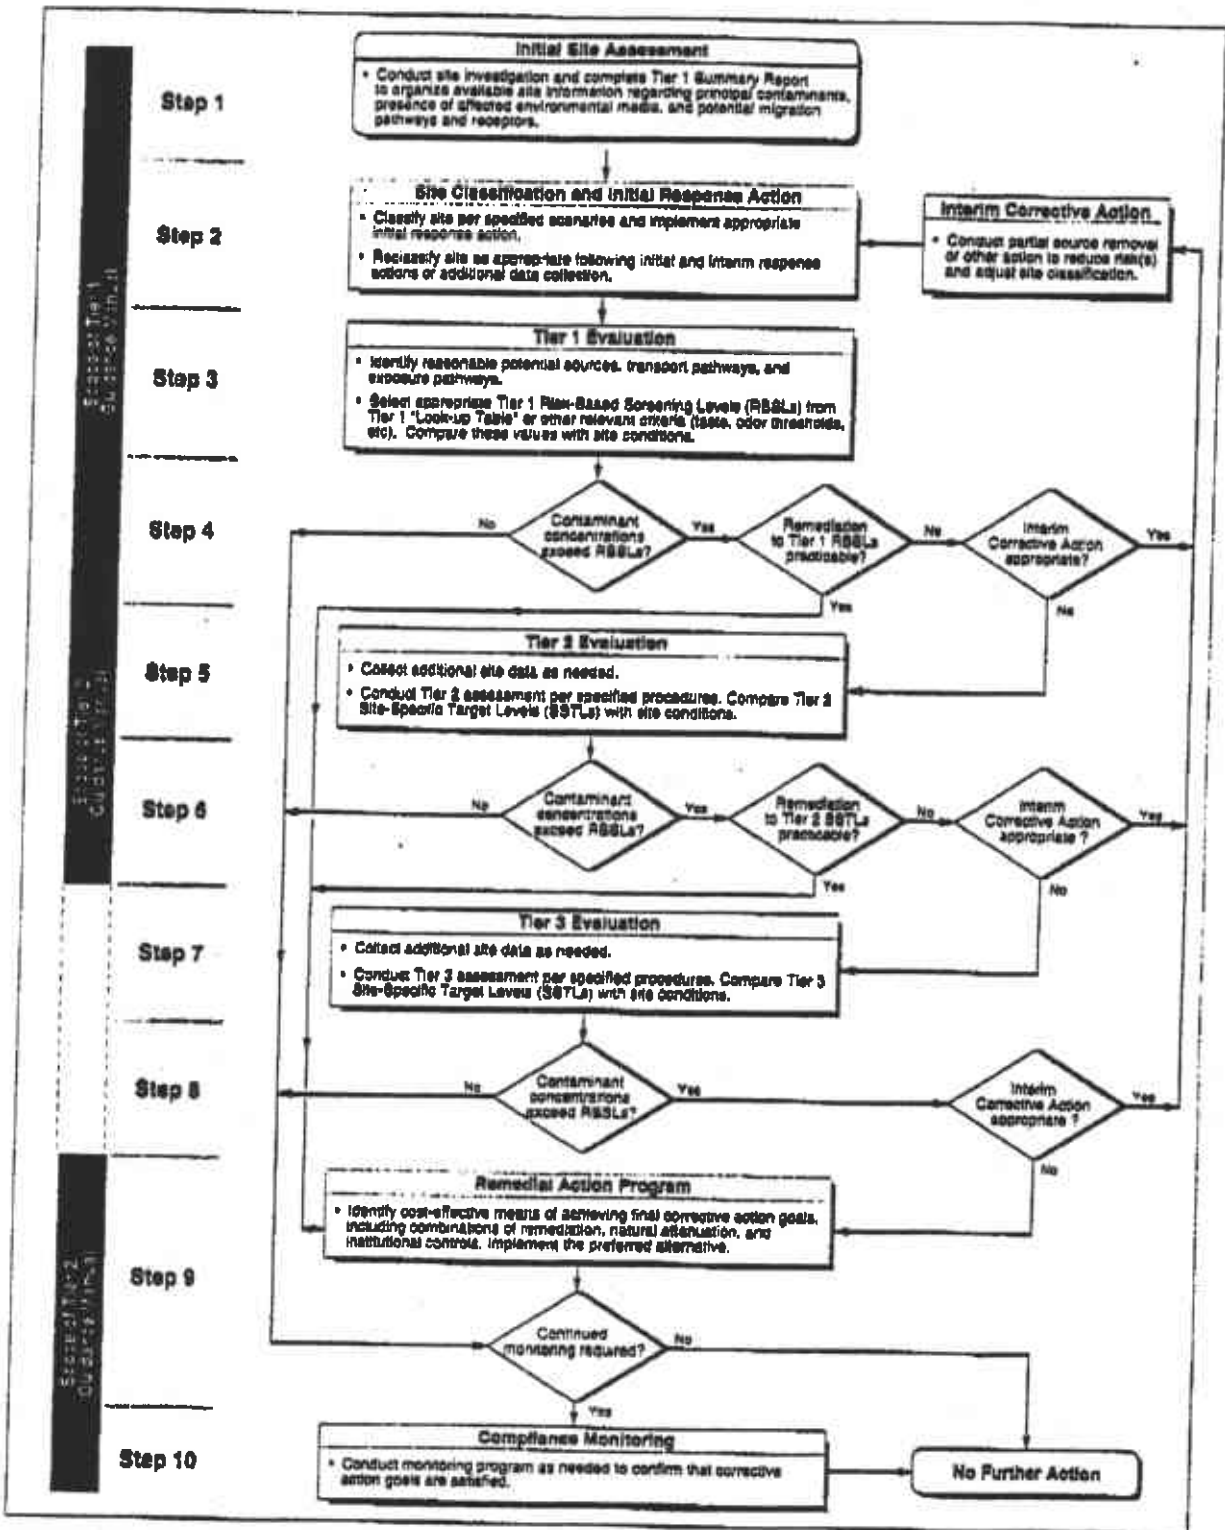 Initial Site Assessment
Step 1
• Conduct site investigation and complete Tier 1 Summary Report
to organize available site information regarding principal contaminants,
presence of affected environmental media, and potential migration
pathways and receptors.
Site Classification and Initial Response Action
Step 2
• Classify site per specified scenarios and implement appropriate
initial response action.
• Reclassify site as appropriate following initial and interim response
actions or additional data collection.
Interim Corrective Action
• Conduct partial source removal
or other action to reduce risk(s)
and adjust site classification.
Tier 1 Evaluation
Step 3
• Identify reasonable potential sources, transport pathways, and
exposure pathways.
• Select appropriate Tier 1 Risk-Based Screening Levels (RBSLs) from
Tier 1 "Look-up Table" or other relevant criteria (taste, odor thresholds,
etc). Compare these values with site conditions.
Step 4
No
Contaminant
concentrations
exceed RBSLs?
Yes
Remediation
to Tier 1 RBSLs
practicable?
No
Interim
Corrective Action
appropriate?
Yes
Yes
No
Tier 2 Evaluation
Step 5
• Collect additional site data as needed.
• Conduct Tier 2 assessment per specified procedures. Compare Tier 2
Site-Specific Target Levels (SSTLs) with site conditions.
Step 6
No
Contaminant
concentrations
exceed RBSLs?
Yes
Remediation
to Tier 2 SSTLs
practicable?
No
Interim
Corrective Action
appropriate ?
Yes
Yes
No
Tier 3 Evaluation
Step 7
• Collect additional site data as needed.
• Conduct Tier 3 assessment per specified procedures. Compare Tier 3
Site-Specific Target Levels (SSTLs) with site conditions.
Step 8
No
Contaminant
concentrations
exceed RBSLs?
Yes
Interim
Corrective Action
appropriate ?
Yes
No
Remedial Action Program
Step 9
• Identify cost-effective means of achieving final corrective action goals,
including combinations of remediation, natural attenuation, and
institutional controls. Implement the preferred alternative.
Continued
monitoring required?
No
Yes
Compliance Monitoring
Step 10
• Conduct monitoring program as needed to confirm that corrective
action goals are satisfied.
No Further Action